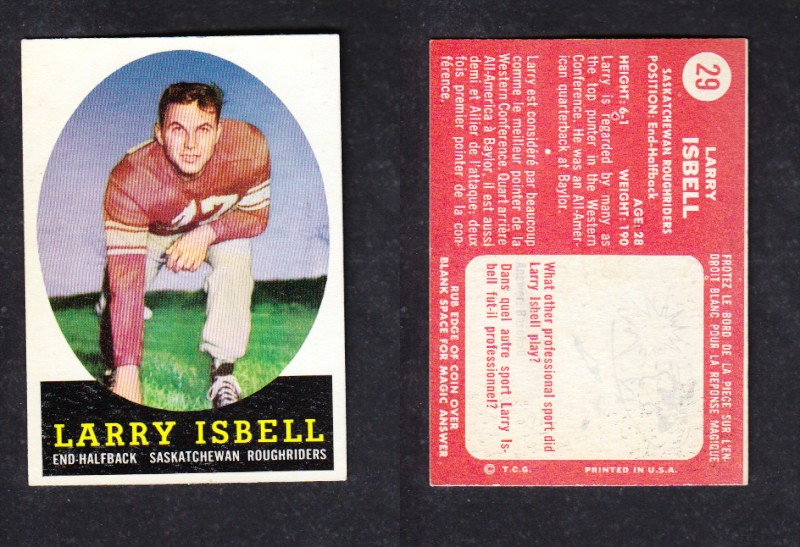 47
LARRY ISBELL
END-HALFBACK SASKATCHEWAN ROUGHRIDERS
29
LARRY
ISBELL
SASKATCHEWAN ROUGHRIDERS
POSITION: End-Halfback
AGE: 28
HEIGHT: 6-1 WEIGHT: 190
Larry is regarded by many as
the top punter in the Western
Conference. He was an All-Amer-
ican quarterback at Baylor.
Larry est considéré par beaucoup
comme le meilleur pointer de la
Western Conference. Quart arrière
All-America à Baylor, il est aussi
demi et Ailier de l'attaque; deux
fois premier pointer de la con-
férence.
FROTEZ LE BORD DE LA PIECE SUR L'EN-
DROIT BLANC POUR LA REPONSE MAGIQUE
What other professional sport did
Larry Isbell play?
Dans quel autre sport Larry Is-
bell fut-il professionnel?
RUB EDGE OF COIN OVER
BLANK SPACE FOR MAGIC ANSWER
© T.C.G. PRINTED IN U.S.A.